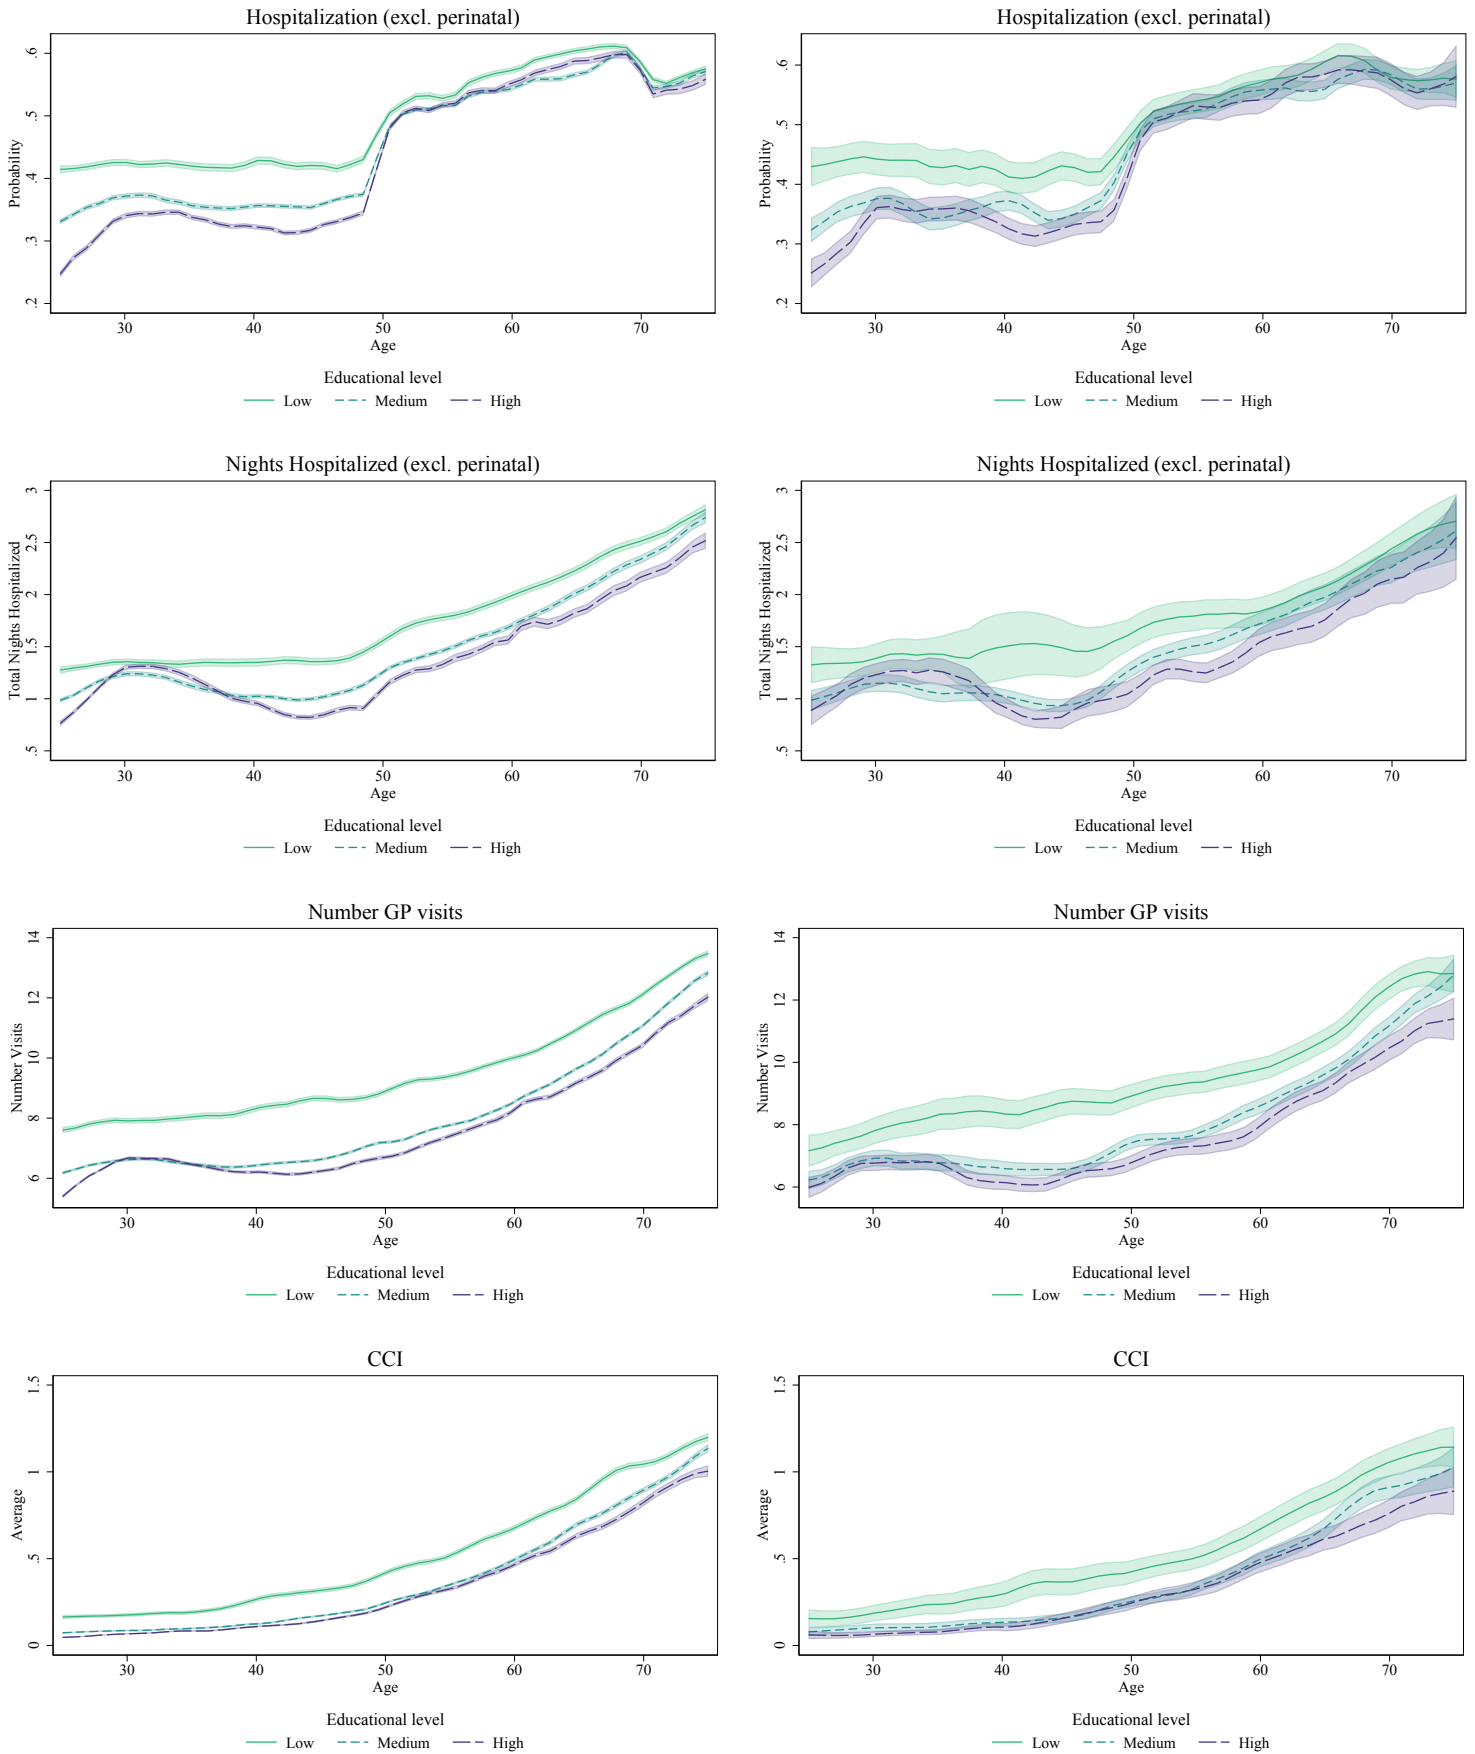 Hospitalization (excl. perinatal)
Probability
.6
.5
.4
.3
.2
30 40 50 60 70
Age
Educational level
Low Medium High
Hospitalization (excl. perinatal)
Probability
.6
.5
.4
.3
.2
30 40 50 60 70
Age
Educational level
Low Medium High
Nights Hospitalized (excl. perinatal)
Total Nights Hospitalized
3
2.5
2
1.5
1
.5
30 40 50 60 70
Age
Educational level
Low Medium High
Nights Hospitalized (excl. perinatal)
Total Nights Hospitalized
3
2.5
2
1.5
1
.5
30 40 50 60 70
Age
Educational level
Low Medium High
Number GP visits
Number Visits
14
12
10
8
6
30 40 50 60 70
Age
Educational level
Low Medium High
Number GP visits
Number Visits
14
12
10
8
6
30 40 50 60 70
Age
Educational level
Low Medium High
CCI
Average
1.5
1
.5
0
30 40 50 60 70
Age
Educational level
Low Medium High
CCI
Average
1.5
1
.5
0
30 40 50 60 70
Age
Educational level
Low Medium High